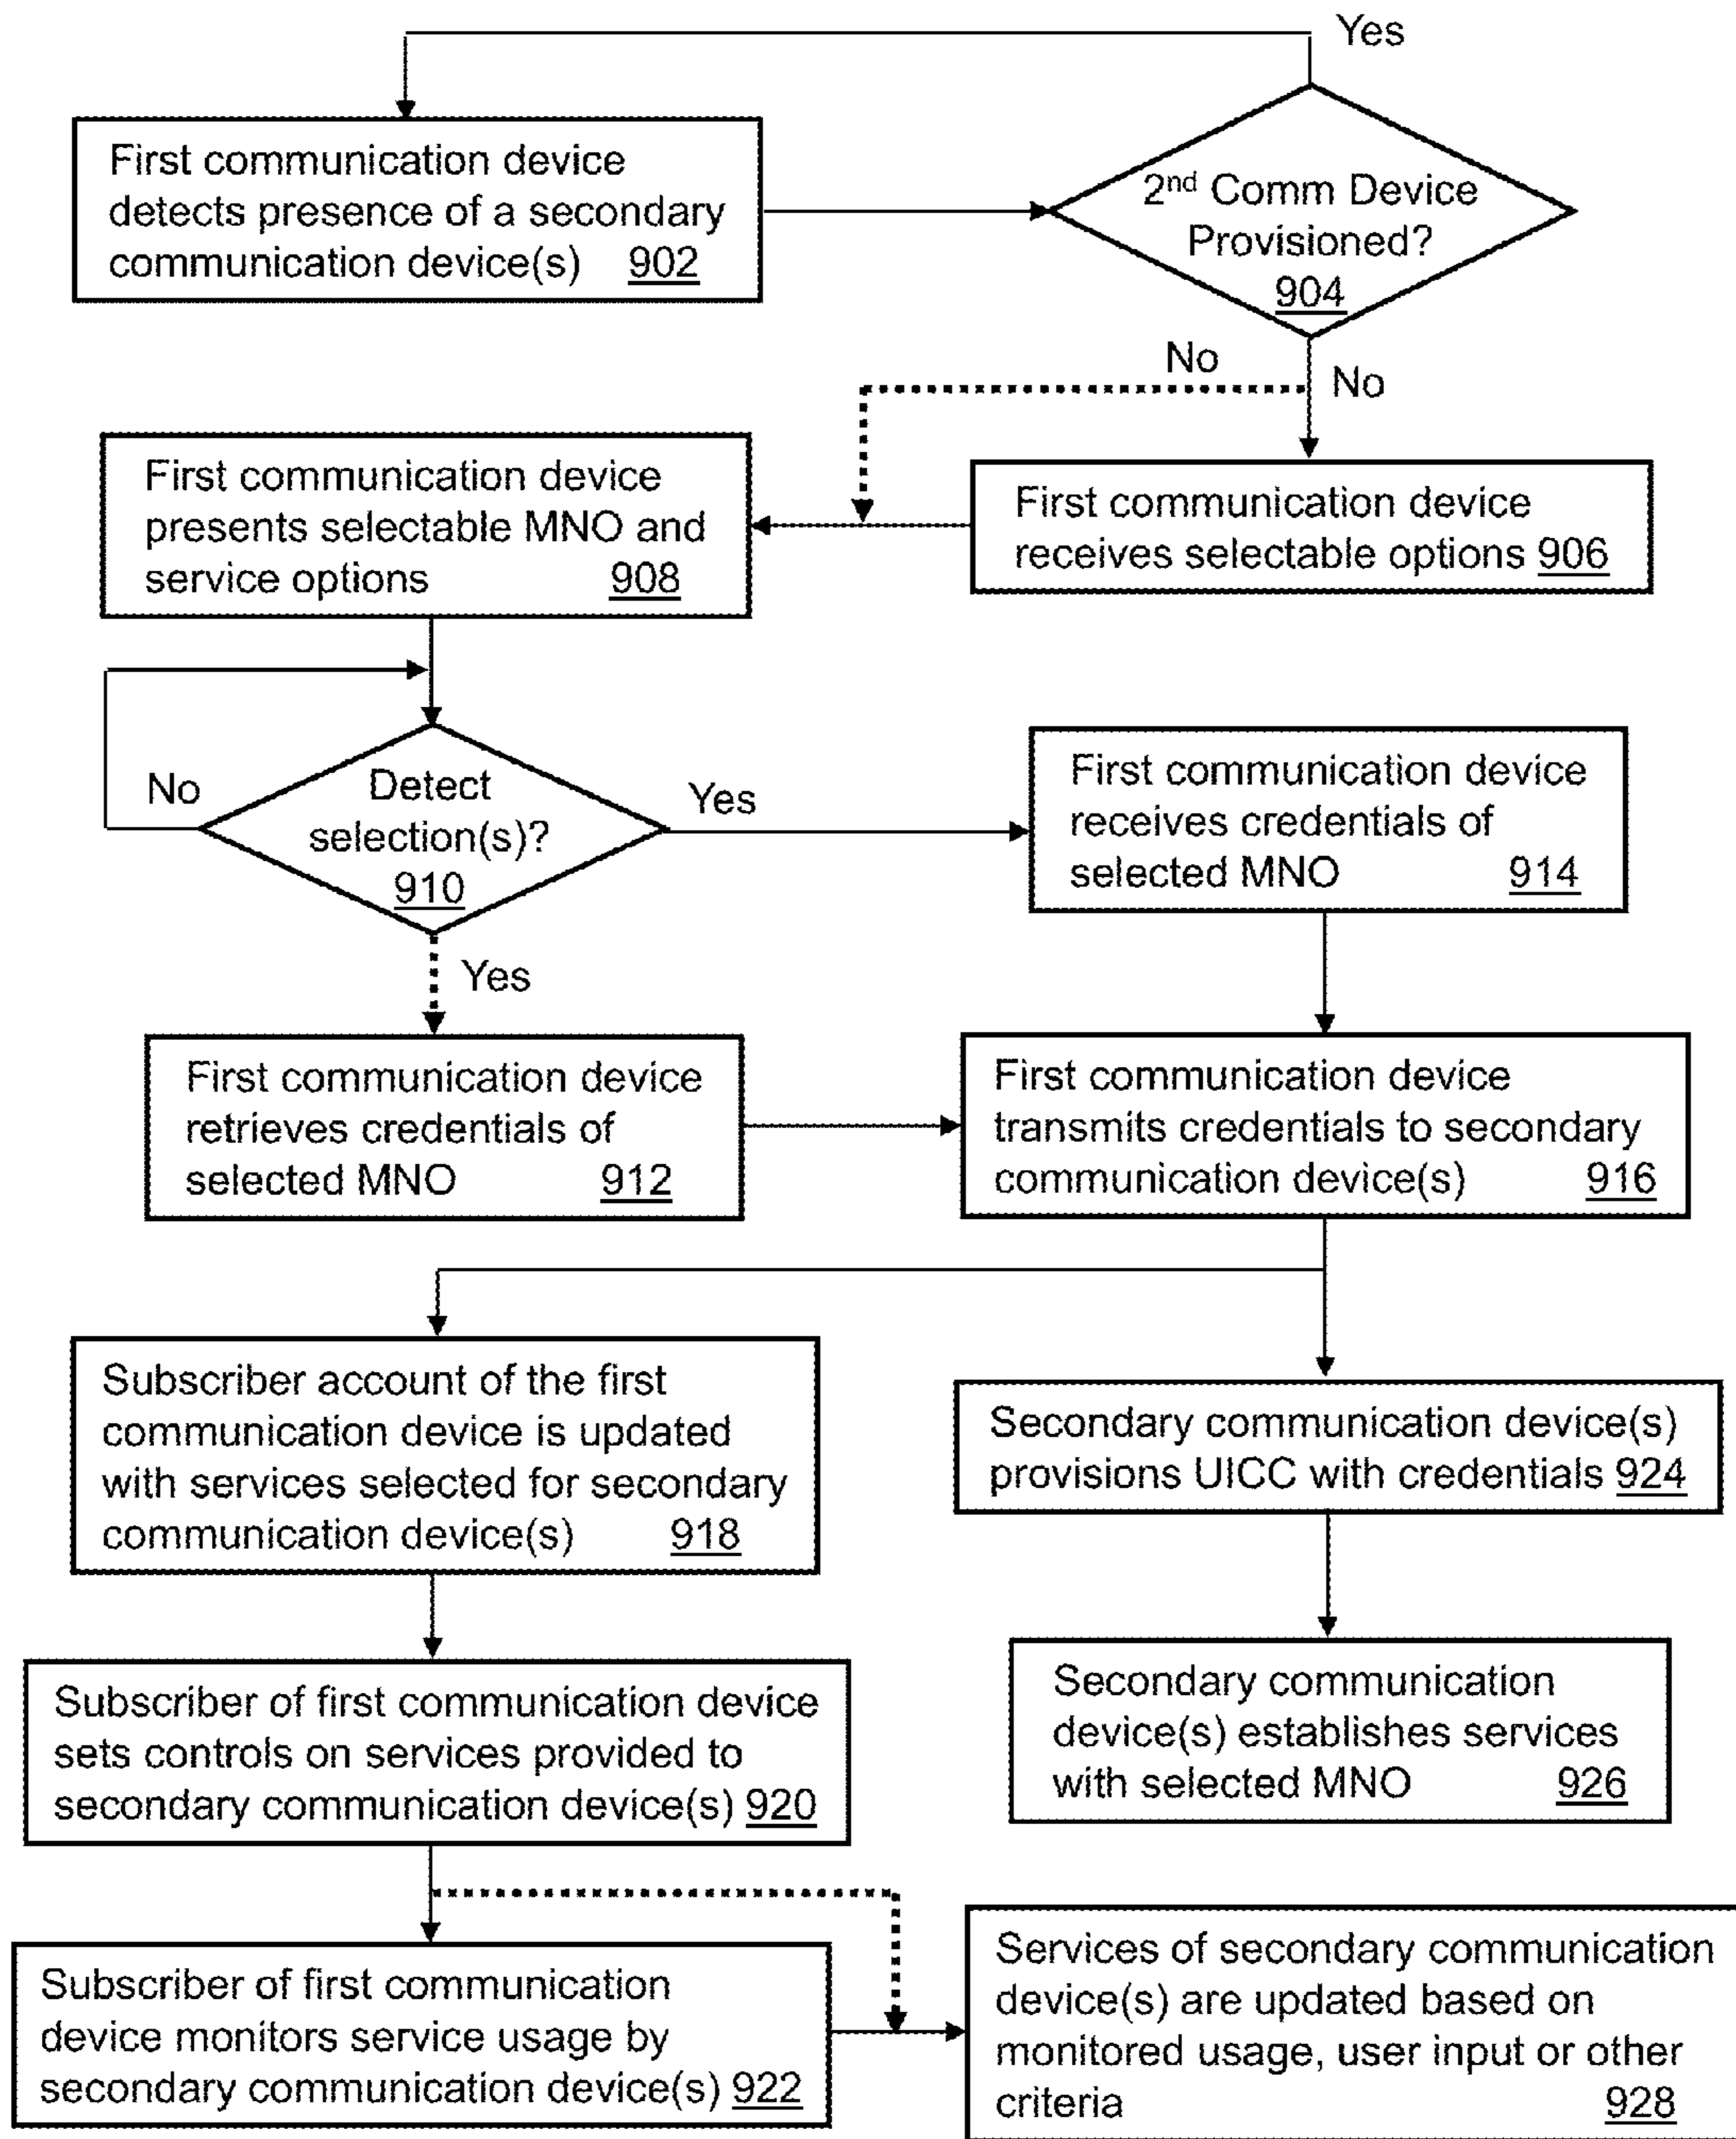 Yes
First communication device
detects presence of a secondary
communication device(s) 902
2nd Comm Device
Provisioned?
904
No
No
First communication device
presents selectable MNO and
service options 908
First communication device
receives selectable options 906
No
Detect
selection(s)?
910
Yes
First communication device
receives credentials of
selected MNO 914
Yes
First communication device
retrieves credentials of
selected MNO 912
First communication device
transmits credentials to secondary
communication device(s) 916
Subscriber account of the first
communication device is updated
with services selected for secondary
communication device(s) 918
Secondary communication device(s)
provisions UICC with credentials 924
Subscriber of first communication device
sets controls on services provided to
secondary communication device(s) 920
Secondary communication
device(s) establishes services
with selected MNO 926
Subscriber of first communication
device monitors service usage by
secondary communication device(s) 922
Services of secondary communication
device(s) are updated based on
monitored usage, user input or other
criteria 928